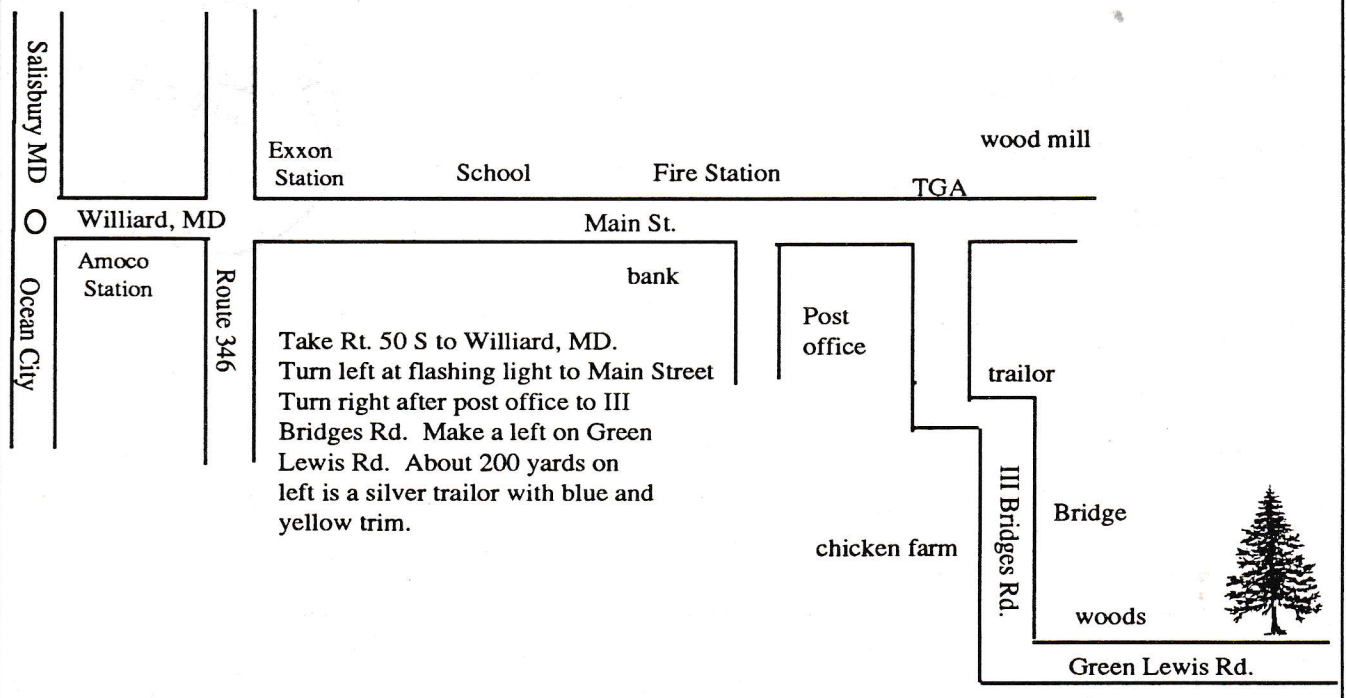 Salisbury MD
Exxon
Station
School
Fire Station
TGA
wood mill
Williard, MD
Main St.
Amoco
Station
Ocean City
Route 346
bank
Post
office
trailor
Take Rt. 50 S to Williard, MD.
Turn left at flashing light to Main Street
Turn right after post office to III
Bridges Rd. Make a left on Green
Lewis Rd. About 200 yards on
left is a silver trailor with blue and
yellow trim.
III Bridges Rd.
Bridge
chicken farm
woods
Green Lewis Rd.